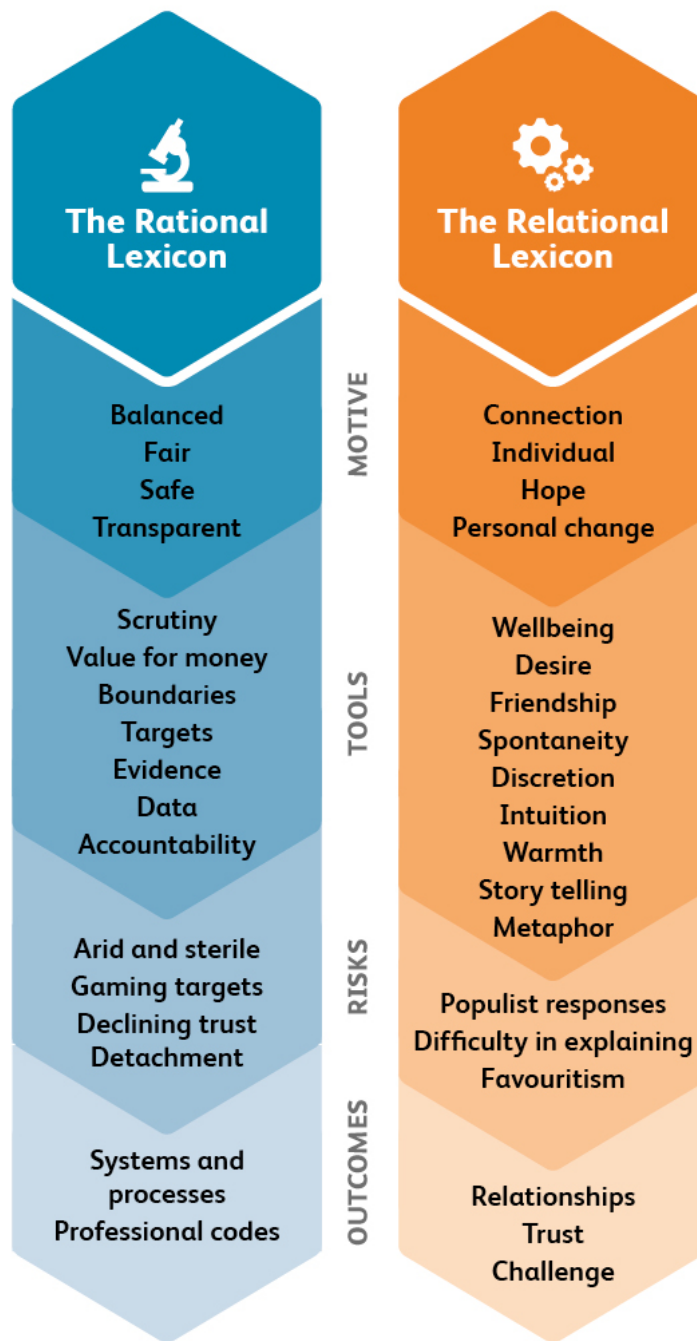 The Rational
Lexicon
Balanced
Fair
Safe
Transparent
Scrutiny
Value for money
Boundaries
Targets
Evidence
Data
Accountability
Arid and sterile
Gaming targets
Declining trust
Detachment
Systems and
processes
Professional codes
MOTIVE
TOOLS
RISKS
OUTCOMES
The Relational
Lexicon
Connection
Individual
Hope
Personal change
Wellbeing
Desire
Friendship
Spontaneity
Discretion
Intuition
Warmth
Story telling
Metaphor
Populist responses
Difficulty in explaining
Favouritism
Relationships
Trust
Challenge